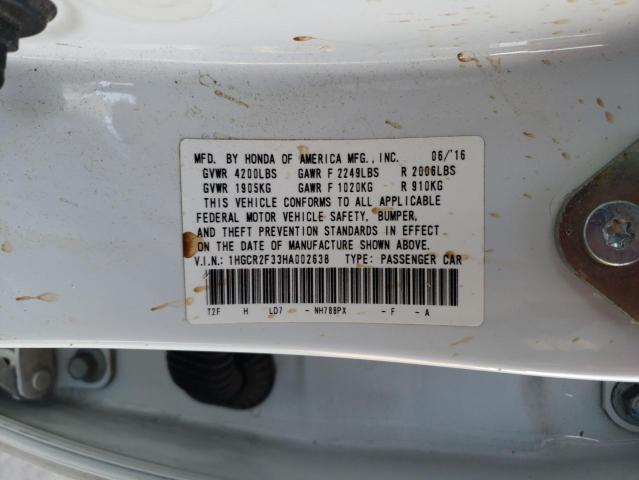 MFD. BY HONDA OF AMERICA MFG., INC. 06/'16
GVWR 4200LBS GAWR F 2249LBS R 2006LBS
GVWR 1905KG GAWR F 1020KG R 910KG
THIS VEHICLE CONFORMS TO ALL APPLICABLE
FEDERAL MOTOR VEHICLE SAFETY, BUMPER,
AND THEFT PREVENTION STANDARDS IN EFFECT
ON THE DATE OF MANUFACTURE SHOWN ABOVE.
V.I.N.: 1HGCR2F33HA002638 TYPE: PASSENGER CAR
T2F H LD7 - NH788PX - F - A